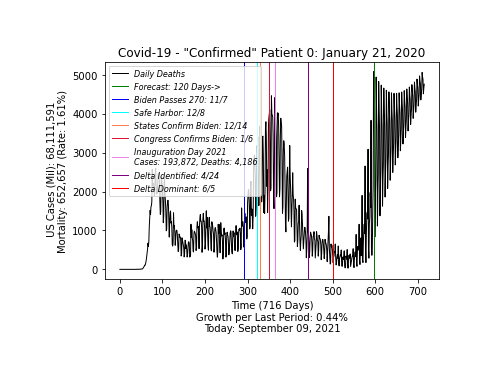 Covid-19 - "Confirmed" Patient 0: January 21, 2020
Daily Deaths
Forecast: 120 Days->
Biden Passes 270: 11/7
Safe Harbor: 12/8
States Confirm Biden: 12/14
Congress Confirms Biden: 1/6
Inauguration Day 2021
Cases: 193,872, Deaths: 4,186
Delta Identified: 4/24
Delta Dominant: 6/5
US Cases (Mil): 68,111,591
Mortality: 652,657 (Rate: 1.61%)
5000
4000
3000
2000
1000
0
0 100 200 300 400 500 600 700
Time (716 Days)
Growth per Last Period: 0.44%
Today: September 09, 2021